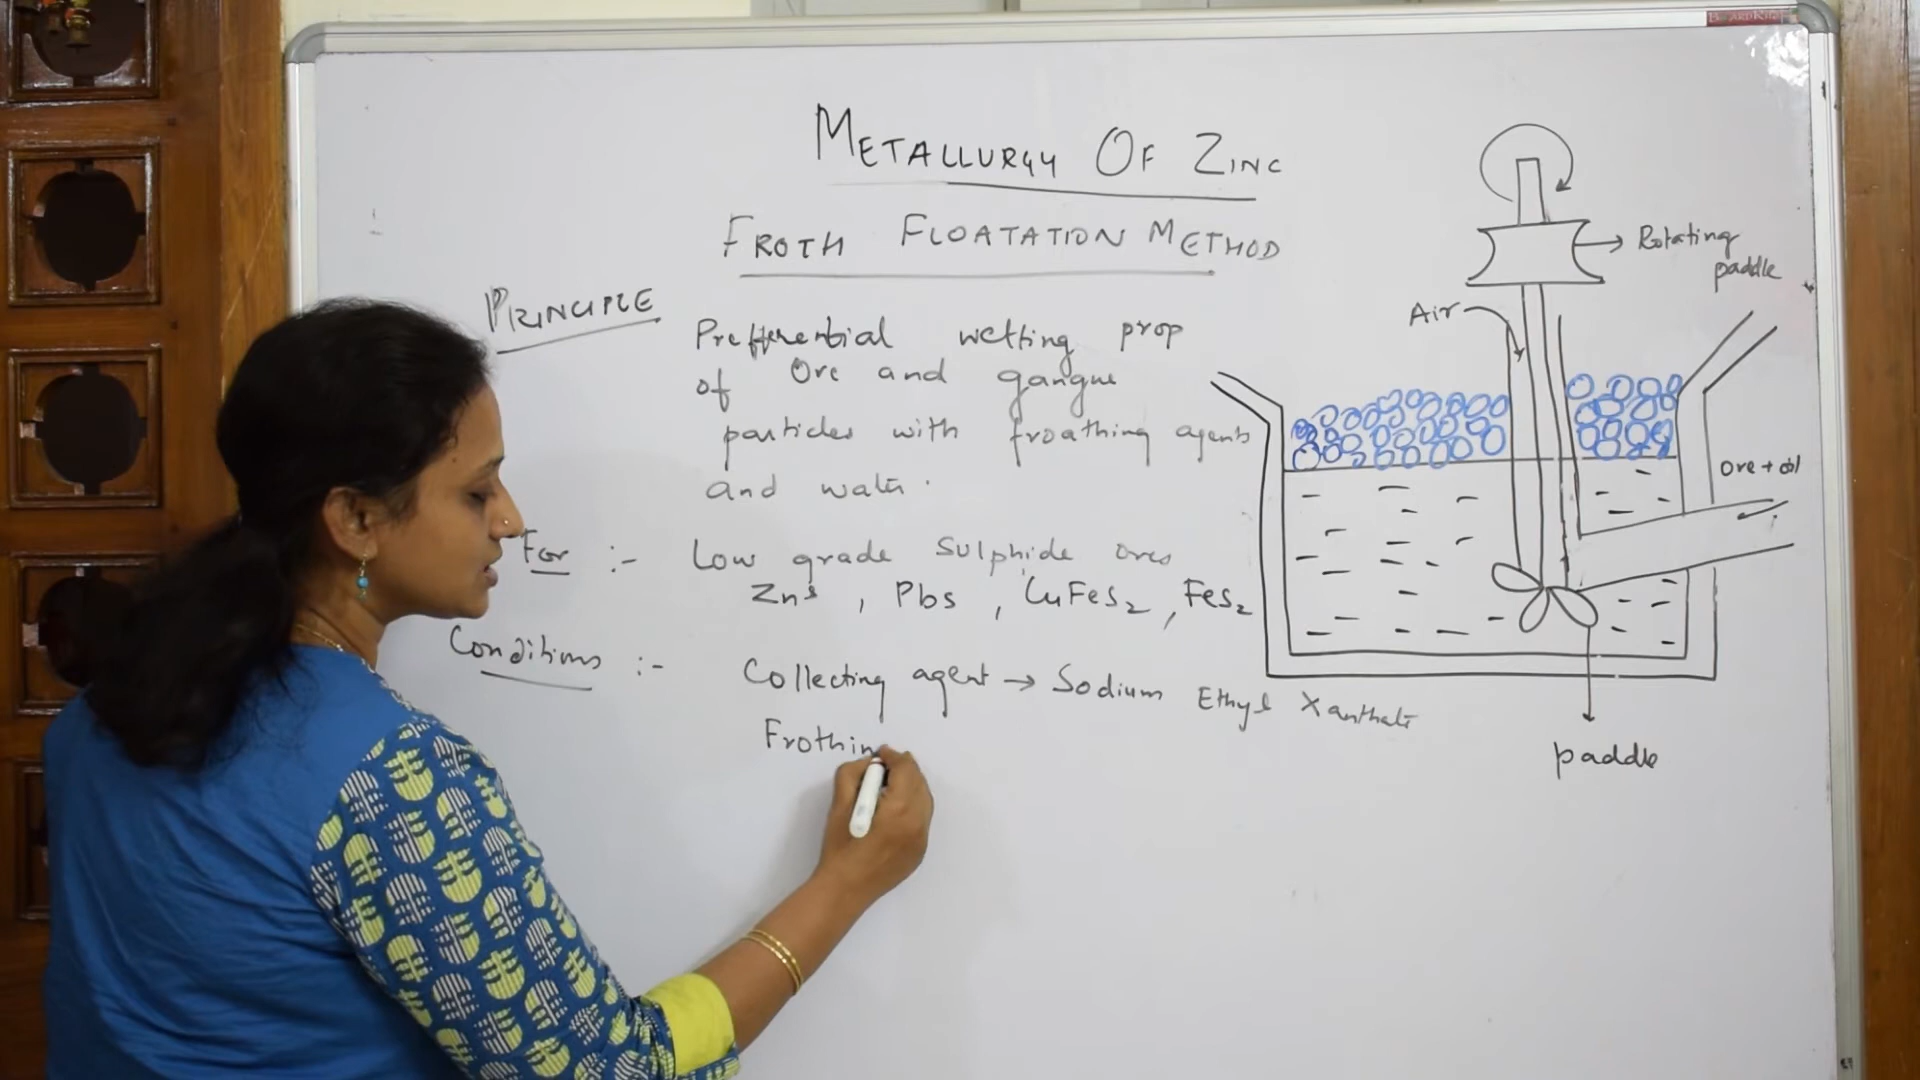 BOARDKING
METALLURGY OF ZINC
FROTH FLOATATION METHOD
PRINCIPLE
Prefferential wetting prop
of Ore and gangue
particles with froathing agents
and water.
For :- Low grade Sulphide ores
ZnS, PbS, CuFeS2, FeS2
Conditions :- Collecting agent → Sodium Ethyl Xanthate
Frothin
Rotating
paddle
Air
Ore + oil
paddle